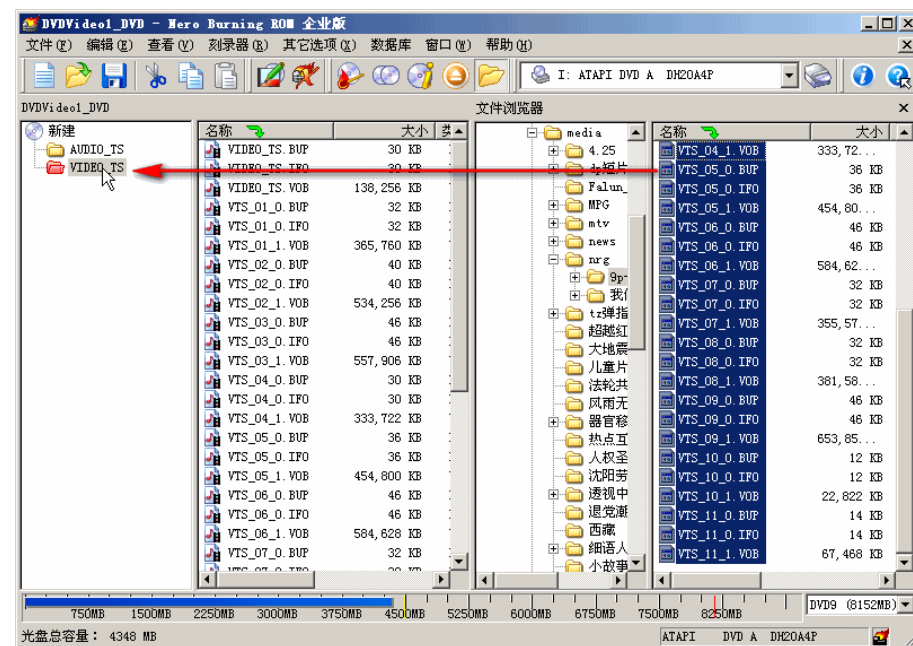 DVDVideo1_DVD - Nero Burning ROM 企业版
文件(F) 编辑(E) 查看(V) 刻录器(R) 其它选项(X) 数据库 窗口(W) 帮助(H)
I: ATAPI DVD A DH20A4P
DVDVideo1_DVD
新建
AUDIO_TS
VIDEO_TS
名称 大小
VIDEO_TS.BUP 30 KB
VIDEO_TS.IFO 30 KB
VIDEO_TS.VOB 138,256 KB
VTS_01_0.BUP 32 KB
VTS_01_0.IFO 32 KB
VTS_01_1.VOB 365,760 KB
VTS_02_0.BUP 40 KB
VTS_02_0.IFO 40 KB
VTS_02_1.VOB 534,256 KB
VTS_03_0.BUP 46 KB
VTS_03_0.IFO 46 KB
VTS_03_1.VOB 557,906 KB
VTS_04_0.BUP 30 KB
VTS_04_0.IFO 30 KB
VTS_04_1.VOB 333,722 KB
VTS_05_0.BUP 36 KB
VTS_05_0.IFO 36 KB
VTS_05_1.VOB 454,800 KB
VTS_06_0.BUP 46 KB
VTS_06_0.IFO 46 KB
VTS_06_1.VOB 584,628 KB
VTS_07_0.BUP 32 KB
文件浏览器
media
4.25
dp短片
Falun_
MPG
mtv
news
nrg
9p-
tz弹指
超越红
大地震
儿童片
法轮共
风雨无
器官移
热点互
人权圣
沈阳劳
透视中
退党潮
西藏
细语人
小故事
名称 大小
VTS_04_1.VOB 333,72...
VTS_05_0.BUP 36 KB
VTS_05_0.IFO 36 KB
VTS_05_1.VOB 454,80...
VTS_06_0.BUP 46 KB
VTS_06_0.IFO 46 KB
VTS_06_1.VOB 584,62...
VTS_07_0.BUP 32 KB
VTS_07_0.IFO 32 KB
VTS_07_1.VOB 355,57...
VTS_08_0.BUP 32 KB
VTS_08_0.IFO 32 KB
VTS_08_1.VOB 381,58...
VTS_09_0.BUP 46 KB
VTS_09_0.IFO 46 KB
VTS_09_1.VOB 653,85...
VTS_10_0.BUP 12 KB
VTS_10_0.IFO 12 KB
VTS_10_1.VOB 22,822 KB
VTS_11_0.BUP 14 KB
VTS_11_0.IFO 14 KB
VTS_11_1.VOB 67,468 KB
750MB 1500MB 2250MB 3000MB 3750MB 4500MB 5250MB 6000MB 6750MB 7500MB 8250MB DVD9 (8152MB)
光盘总容量: 4348 MB
ATAPI DVD A DH20A4P